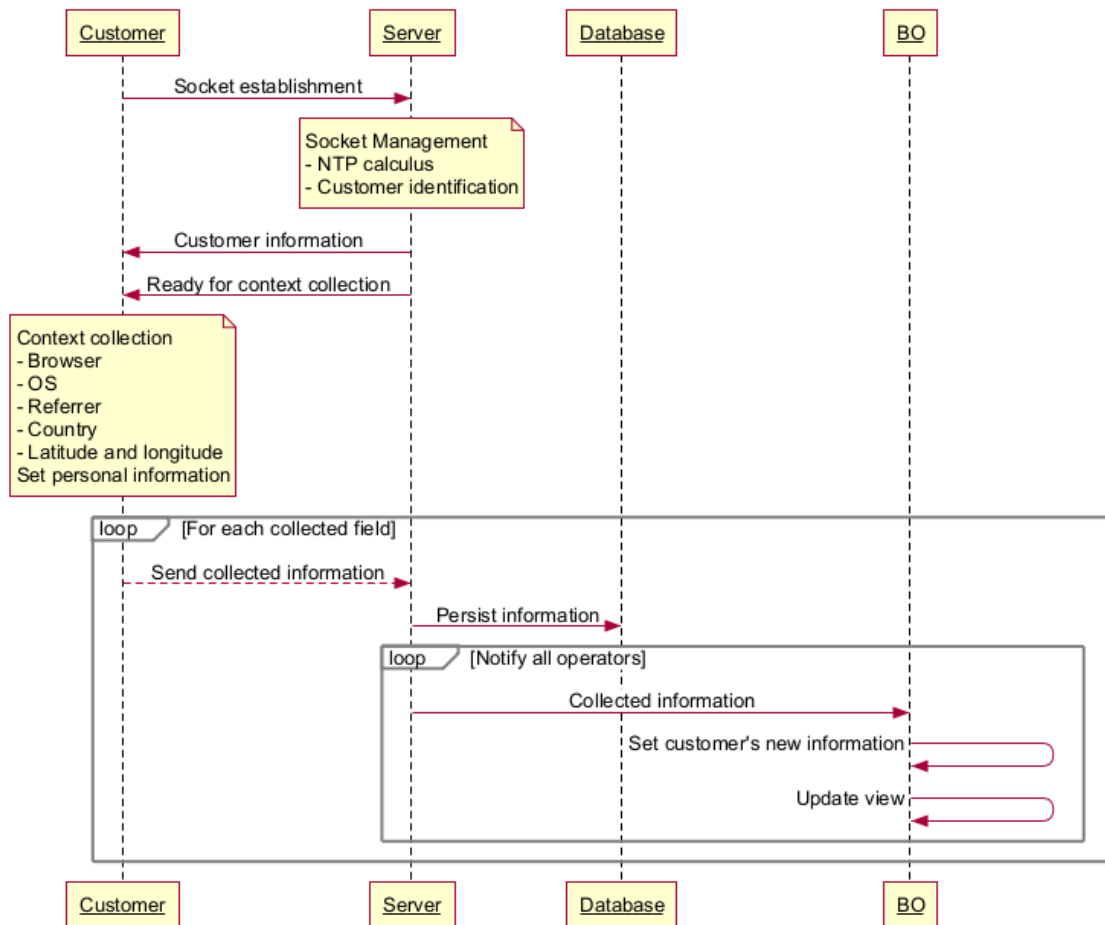 Customer
Server
Database
BO
Socket establishment
Socket Management
- NTP calculus
- Customer identification
Customer information
Ready for context collection
Context collection
- Browser
- OS
- Referrer
- Country
- Latitude and longitude
Set personal information
loop [For each collected field]
Send collected information
Persist information
loop [Notify all operators]
Collected information
Set customer's new information
Update view
Customer
Server
Database
BO